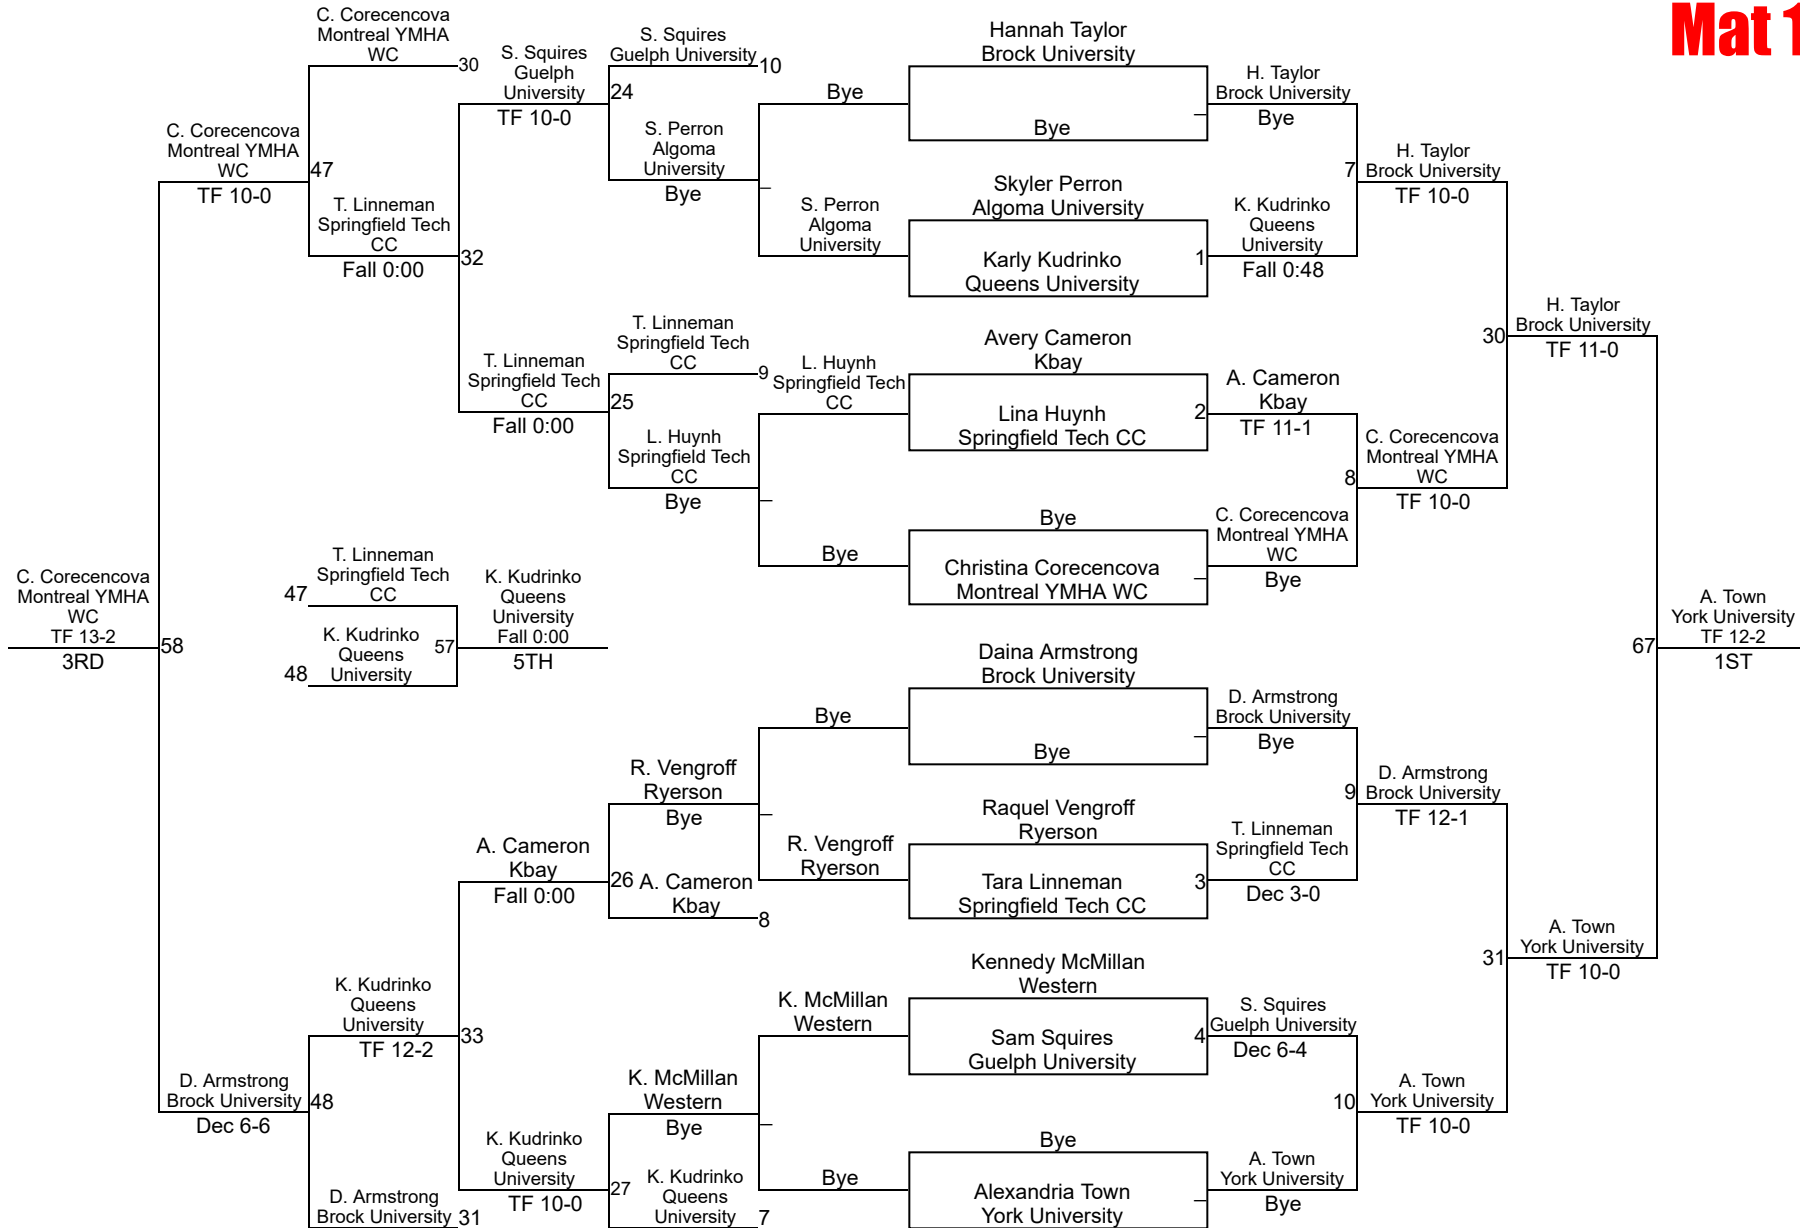 Mat 1
C. Corecencova
Montreal YMHA
WC
30
C. Corecencova
Montreal YMHA
WC
TF 10-0
47
T. Linneman
Springfield Tech
CC
Fall 0:00
32
S. Squires
Guelph
University
TF 10-0
24
S. Squires
Guelph University
10
S. Perron
Algoma
University
Bye
_
Bye
S. Perron
Algoma
University
Hannah Taylor
Brock University
Bye
_
H. Taylor
Brock University
Bye
Skyler Perron
Algoma University
Karly Kudrinko
Queens University
1
K. Kudrinko
Queens
University
Fall 0:48
7
H. Taylor
Brock University
TF 10-0
T. Linneman
Springfield Tech
CC
Fall 0:00
25
T. Linneman
Springfield Tech
CC
9
L. Huynh
Springfield Tech
CC
Bye
_
L. Huynh
Springfield Tech
CC
Bye
Avery Cameron
Kbay
Lina Huynh
Springfield Tech CC
2
A. Cameron
Kbay
TF 11-1
Bye
Christina Corecencova
Montreal YMHA WC
_
C. Corecencova
Montreal YMHA
WC
Bye
8
C. Corecencova
Montreal YMHA
WC
TF 10-0
30
H. Taylor
Brock University
TF 11-0
C. Corecencova
Montreal YMHA
WC
TF 13-2
3RD
58
47
T. Linneman
Springfield Tech
CC
48
K. Kudrinko
Queens
University
57
K. Kudrinko
Queens
University
Fall 0:00
5TH
67
A. Town
York University
TF 12-2
1ST
Daina Armstrong
Brock University
Bye
_
D. Armstrong
Brock University
Bye
Bye
R. Vengroff
Ryerson
Bye
_
R. Vengroff
Ryerson
Raquel Vengroff
Ryerson
Tara Linneman
Springfield Tech CC
3
T. Linneman
Springfield Tech
CC
Dec 3-0
9
D. Armstrong
Brock University
TF 12-1
A. Cameron
Kbay
Fall 0:00
26
A. Cameron
Kbay
8
31
A. Town
York University
TF 10-0
K. Kudrinko
Queens
University
TF 12-2
33
K. McMillan
Western
Kennedy McMillan
Western
Sam Squires
Guelph University
4
S. Squires
Guelph University
Dec 6-4
D. Armstrong
Brock University
Dec 6-6
48
K. McMillan
Western
Bye
_
10
A. Town
York University
TF 10-0
D. Armstrong
Brock University
31
K. Kudrinko
Queens
University
TF 10-0
27
K. Kudrinko
Queens
University
7
Bye
Bye
Alexandria Town
York University
_
A. Town
York University
Bye